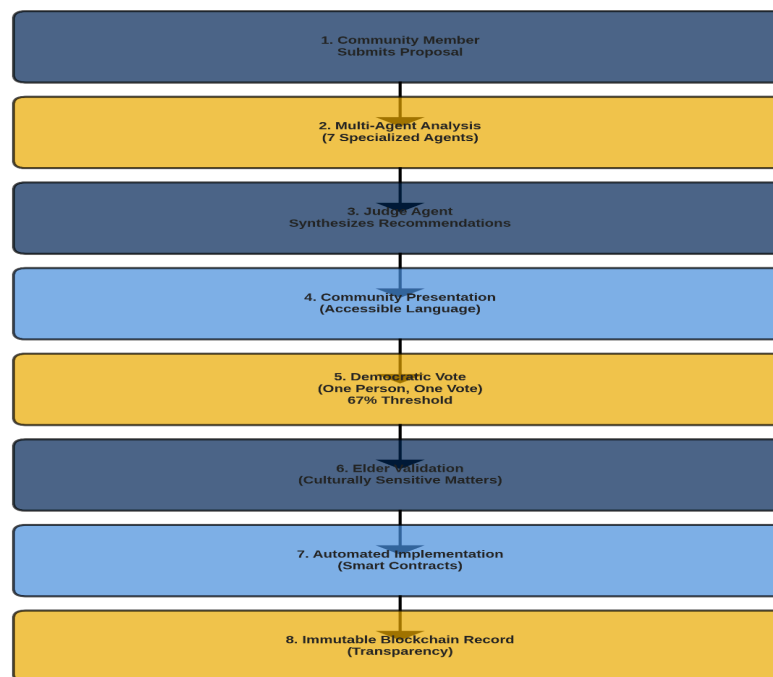 1. Community Member
Submits Proposal
2. Multi-Agent Analysis
(7 Specialized Agents)
3. Judge Agent
Synthesizes Recommendations
4. Community Presentation
(Accessible Language)
5. Democratic Vote
(One Person, One Vote)
67% Threshold
6. Elder Validation
(Culturally Sensitive Matters)
7. Automated Implementation
(Smart Contracts)
8. Immutable Blockchain Record
(Transparency)